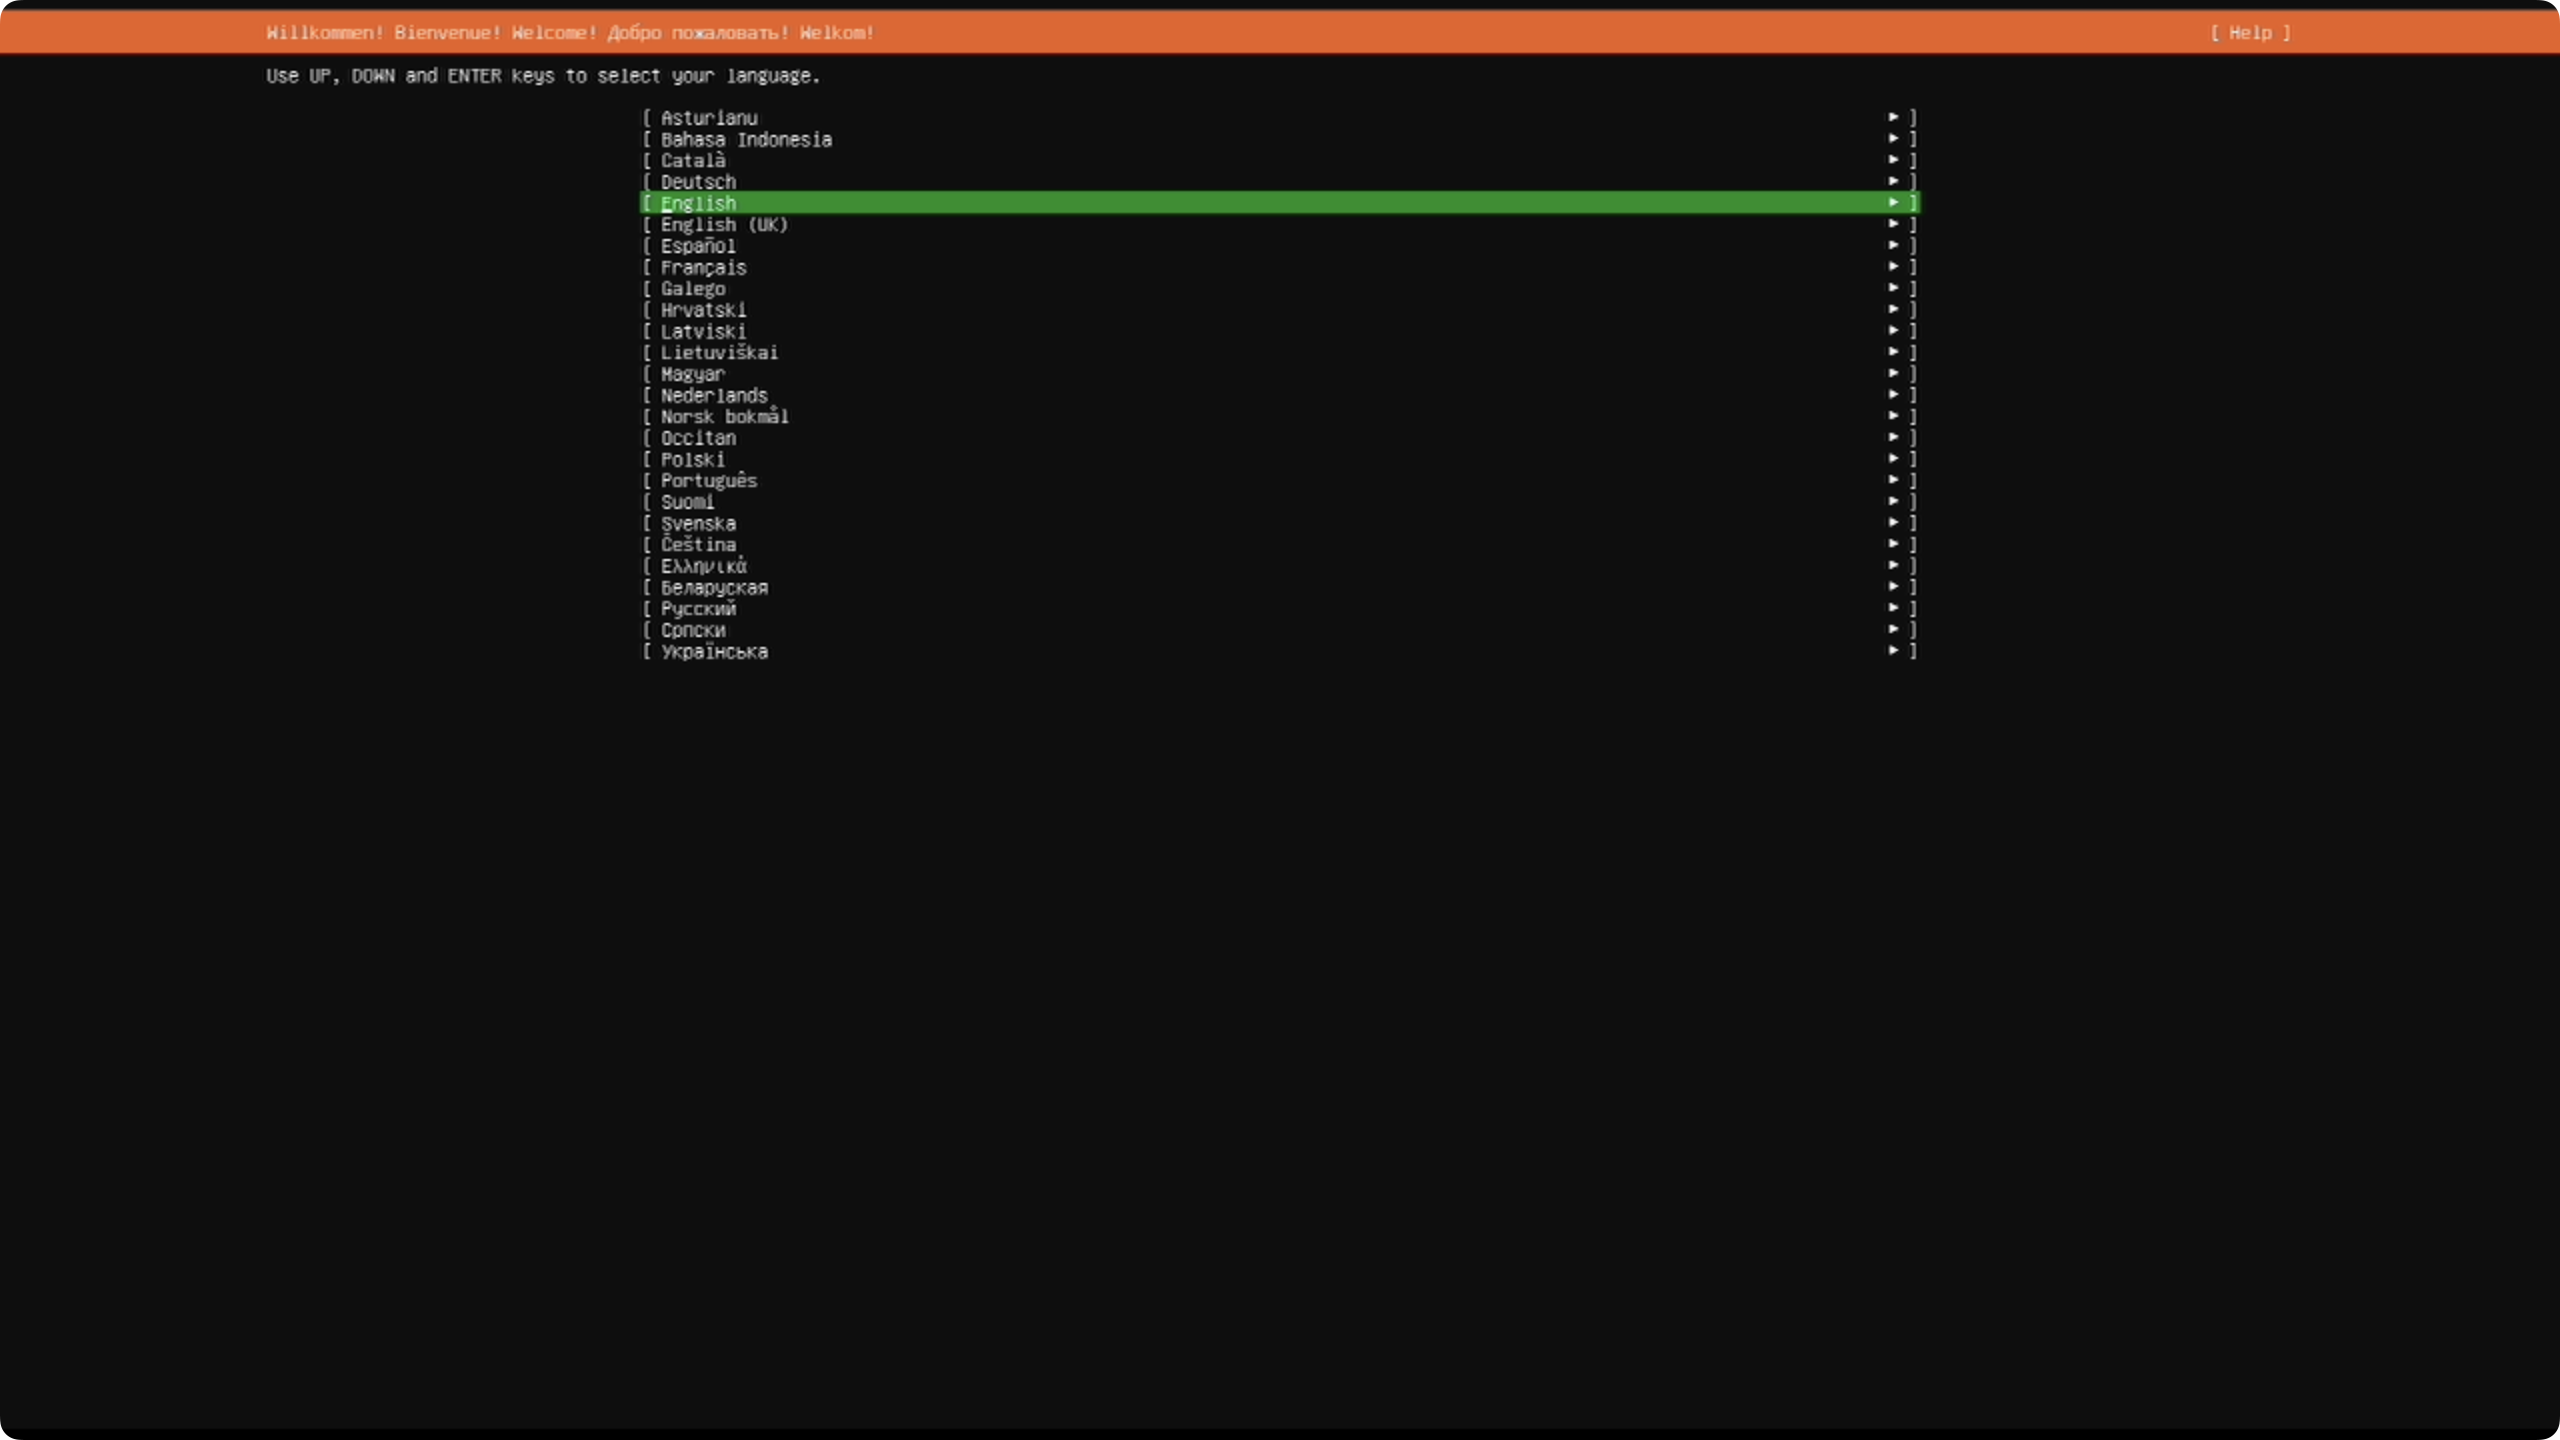 Willkommen! Bienvenue! Welcome! Добро пожаловать! Welkom! [ Help ]
Use UP, DOWN and ENTER keys to select your language.
[ Asturianu ► ]
[ Bahasa Indonesia ► ]
[ Català ► ]
[ Deutsch ► ]
[ English ► ]
[ English (UK) ► ]
[ Español ► ]
[ Français ► ]
[ Galego ► ]
[ Hrvatski ► ]
[ Latviski ► ]
[ Lietuviškai ► ]
[ Magyar ► ]
[ Nederlands ► ]
[ Norsk bokmål ► ]
[ Occitan ► ]
[ Polski ► ]
[ Português ► ]
[ Suomi ► ]
[ Svenska ► ]
[ Čeština ► ]
[ Ελληνικά ► ]
[ Беларуская ► ]
[ Русский ► ]
[ Српски ► ]
[ Українська ► ]